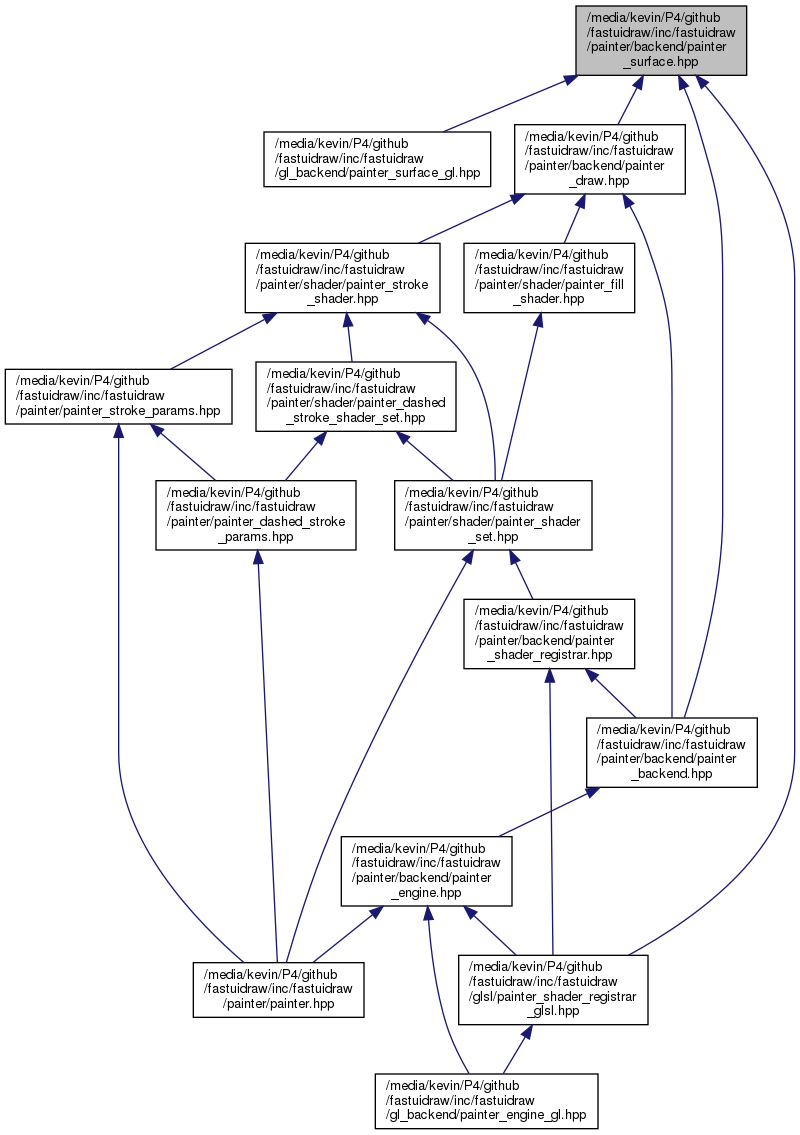 /media/kevin/P4/github
/fastuidraw/inc/fastuidraw
/painter/backend/painter
_surface.hpp
/media/kevin/P4/github
/fastuidraw/inc/fastuidraw
/gl_backend/painter_surface_gl.hpp
/media/kevin/P4/github
/fastuidraw/inc/fastuidraw
/painter/backend/painter
_draw.hpp
/media/kevin/P4/github
/fastuidraw/inc/fastuidraw
/painter/shader/painter_stroke
_shader.hpp
/media/kevin/P4/github
/fastuidraw/inc/fastuidraw
/painter/shader/painter_fill
_shader.hpp
/media/kevin/P4/github
/fastuidraw/inc/fastuidraw
/painter/painter_stroke_params.hpp
/media/kevin/P4/github
/fastuidraw/inc/fastuidraw
/painter/shader/painter_dashed
_stroke_shader_set.hpp
/media/kevin/P4/github
/fastuidraw/inc/fastuidraw
/painter/painter_dashed_stroke
_params.hpp
/media/kevin/P4/github
/fastuidraw/inc/fastuidraw
/painter/shader/painter_shader
_set.hpp
/media/kevin/P4/github
/fastuidraw/inc/fastuidraw
/painter/backend/painter
_shader_registrar.hpp
/media/kevin/P4/github
/fastuidraw/inc/fastuidraw
/painter/backend/painter
_backend.hpp
/media/kevin/P4/github
/fastuidraw/inc/fastuidraw
/painter/backend/painter
_engine.hpp
/media/kevin/P4/github
/fastuidraw/inc/fastuidraw
/painter/painter.hpp
/media/kevin/P4/github
/fastuidraw/inc/fastuidraw
/glsl/painter_shader_registrar
_glsl.hpp
/media/kevin/P4/github
/fastuidraw/inc/fastuidraw
/gl_backend/painter_engine_gl.hpp